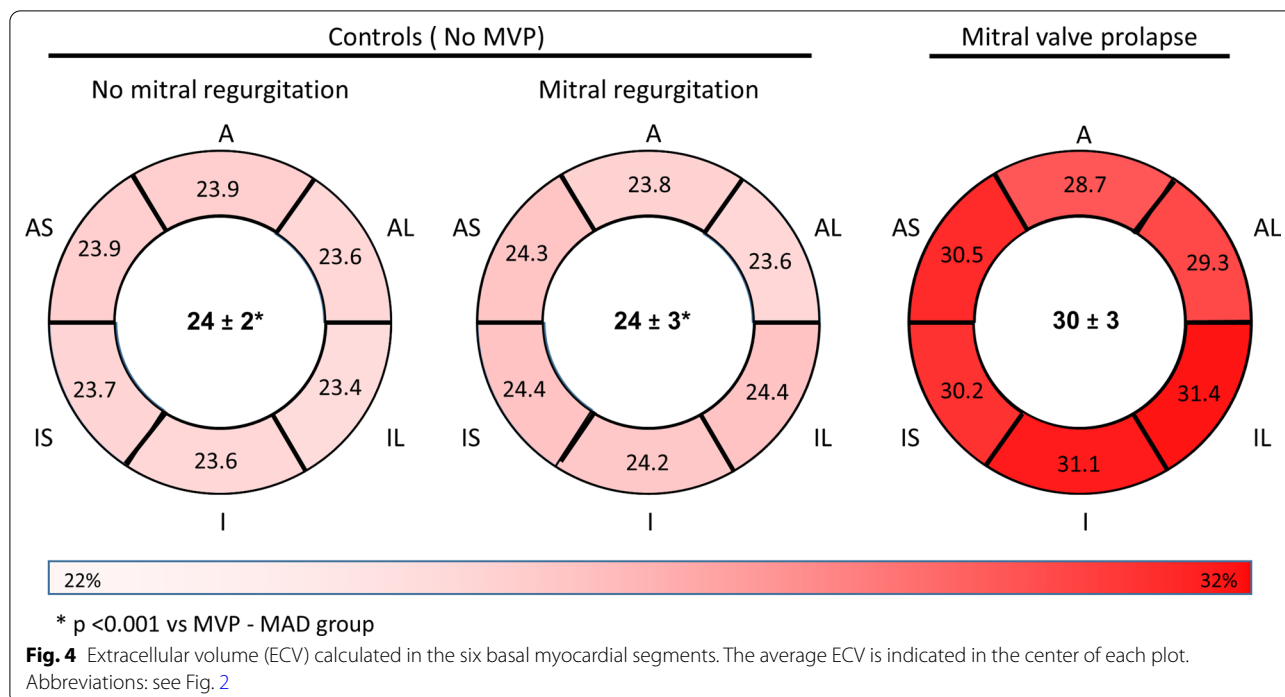 Controls ( No MVP)
Mitral valve prolapse
No mitral regurgitation
Mitral regurgitation
A
23.9
AS
AL
23.9
23.6
24 ± 2*
23.7
23.4
IS
IL
23.6
I
A
23.8
AS
AL
24.3
23.6
24 ± 3*
24.4
24.4
IS
IL
24.2
I
A
28.7
AS
AL
30.5
29.3
30 ± 3
30.2
31.4
IS
IL
31.1
I
22%
32%
* p <0.001 vs MVP - MAD group
Fig. 4 Extracellular volume (ECV) calculated in the six basal myocardial segments. The average ECV is indicated in the center of each plot.
Abbreviations: see Fig. 2